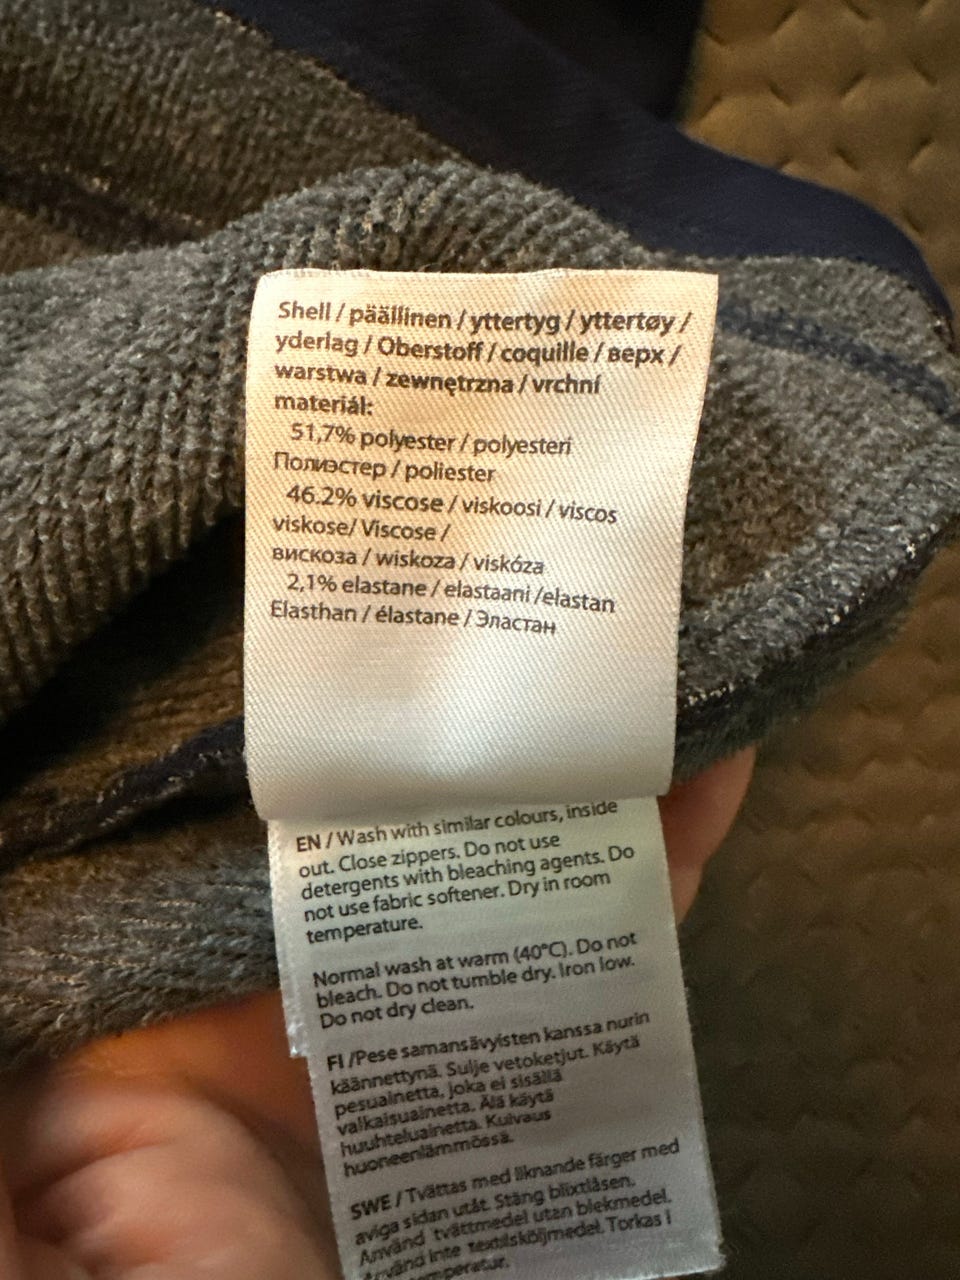 Shell / päällinen / yttertyg / yttertøy /
yderlag / Oberstoff / coquille / верх /
warstwa / zewnętrzna / vrchní
materiál:
51,7% polyester / polyesteri
Полиэстер / poliester
46.2% viscose / viskoosi / viscos
viskose/ Viscose /
вискоза / wiskoza / viskóza
2,1% elastane / elastaani /elastan
Elasthan / élastane / Эластан
EN / Wash with similar colours, inside
out. Close zippers. Do not use
detergents with bleaching agents. Do
not use fabric softener. Dry in room
temperature.
Normal wash at warm (40°C). Do not
bleach. Do not tumble dry. Iron low.
Do not dry clean.
FI /Pese samansävyisten kanssa nurin
käännettynä. Sulje vetoketjut. Käytä
pesuainetta, joka ei sisällä
valkaisuainetta. Älä käytä
huuhteluainetta. Kuivaus
huoneenlämmössä.
SWE / Tvättas med liknande färger med
aviga sidan utåt. Stäng blixtlåsen.
Använd tvättmedel utan blekmedel.
Använd inte textilsköljmedel. Torkas i
temperatur.